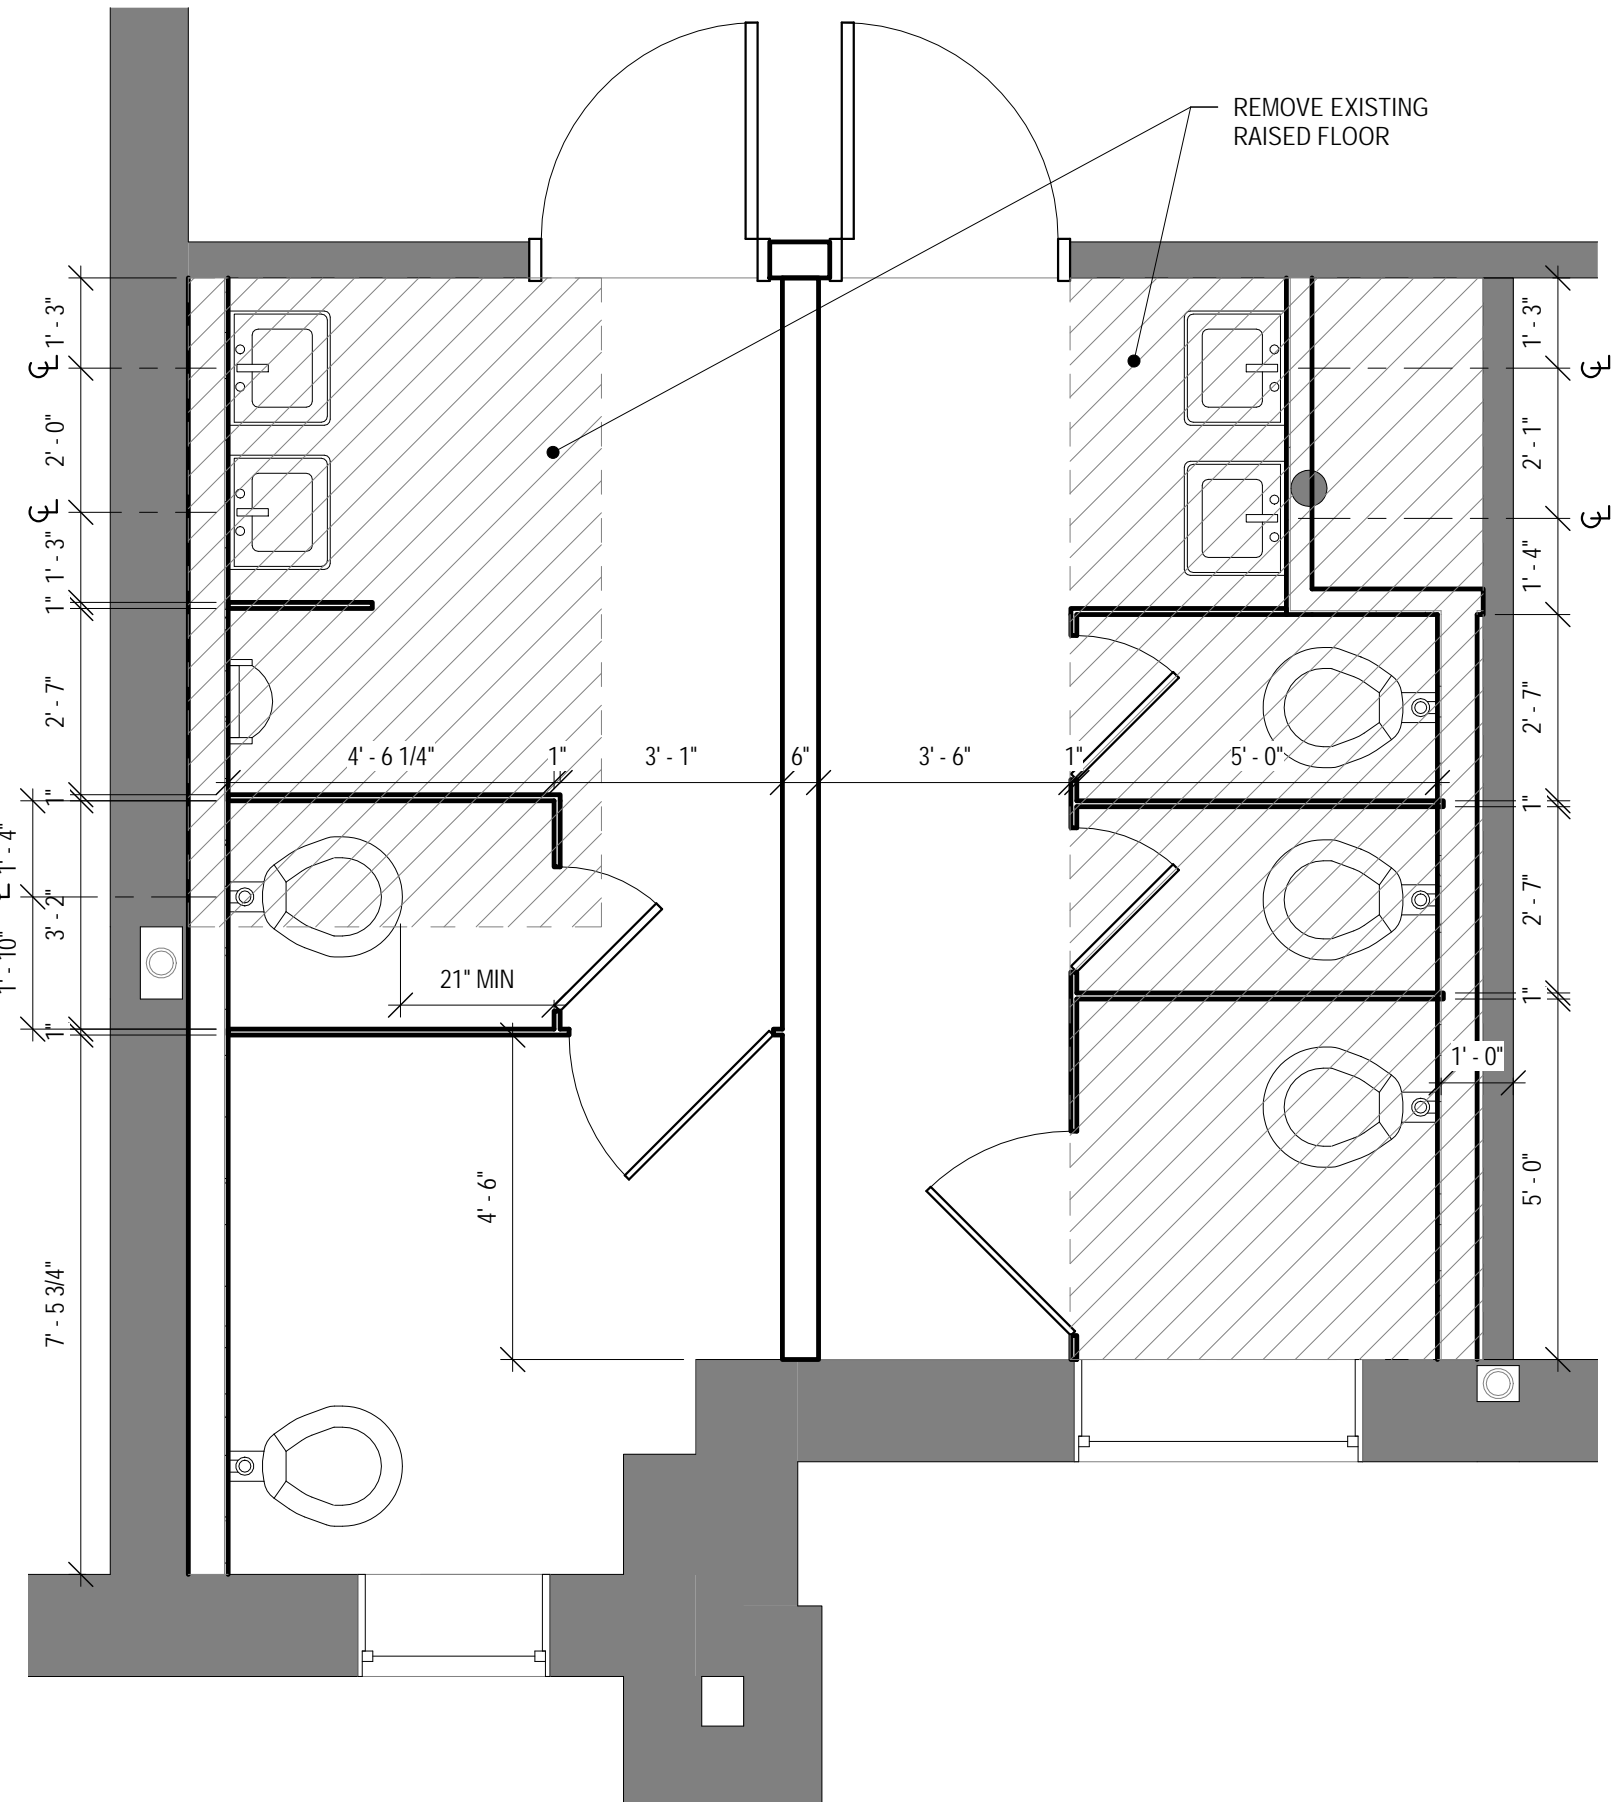 REMOVE EXISTING
RAISED FLOOR
1' - 3"
1' - 3"
℄
℄
2' - 0"
2' - 1"
℄
℄
1' - 3"
1' - 4"
1"
2' - 7"
2' - 7"
4' - 6 1/4"
1"
3' - 1"
6"
3' - 6"
1"
5' - 0"
1"
1"
1' - 4"
3' - 2"
2' - 7"
1' - 10"
21" MIN
1"
1"
1' - 0"
4' - 6"
5' - 0"
7' - 5 3/4"